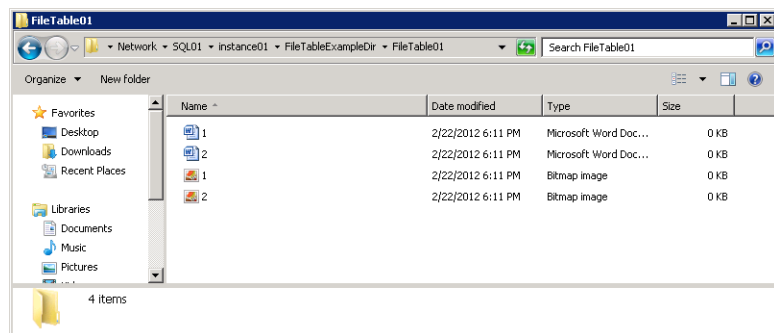 FileTable01
Network SQL01 instance01 FileTableExampleDir FileTable01 Search FileTable01
Organize New folder
Favorites
Desktop
Downloads
Recent Places
Libraries
Documents
Music
Pictures
Name Date modified Type Size
1 2/22/2012 6:11 PM Microsoft Word Doc... 0 KB
2 2/22/2012 6:11 PM Microsoft Word Doc... 0 KB
1 2/22/2012 6:11 PM Bitmap image 0 KB
2 2/22/2012 6:11 PM Bitmap image 0 KB
4 items